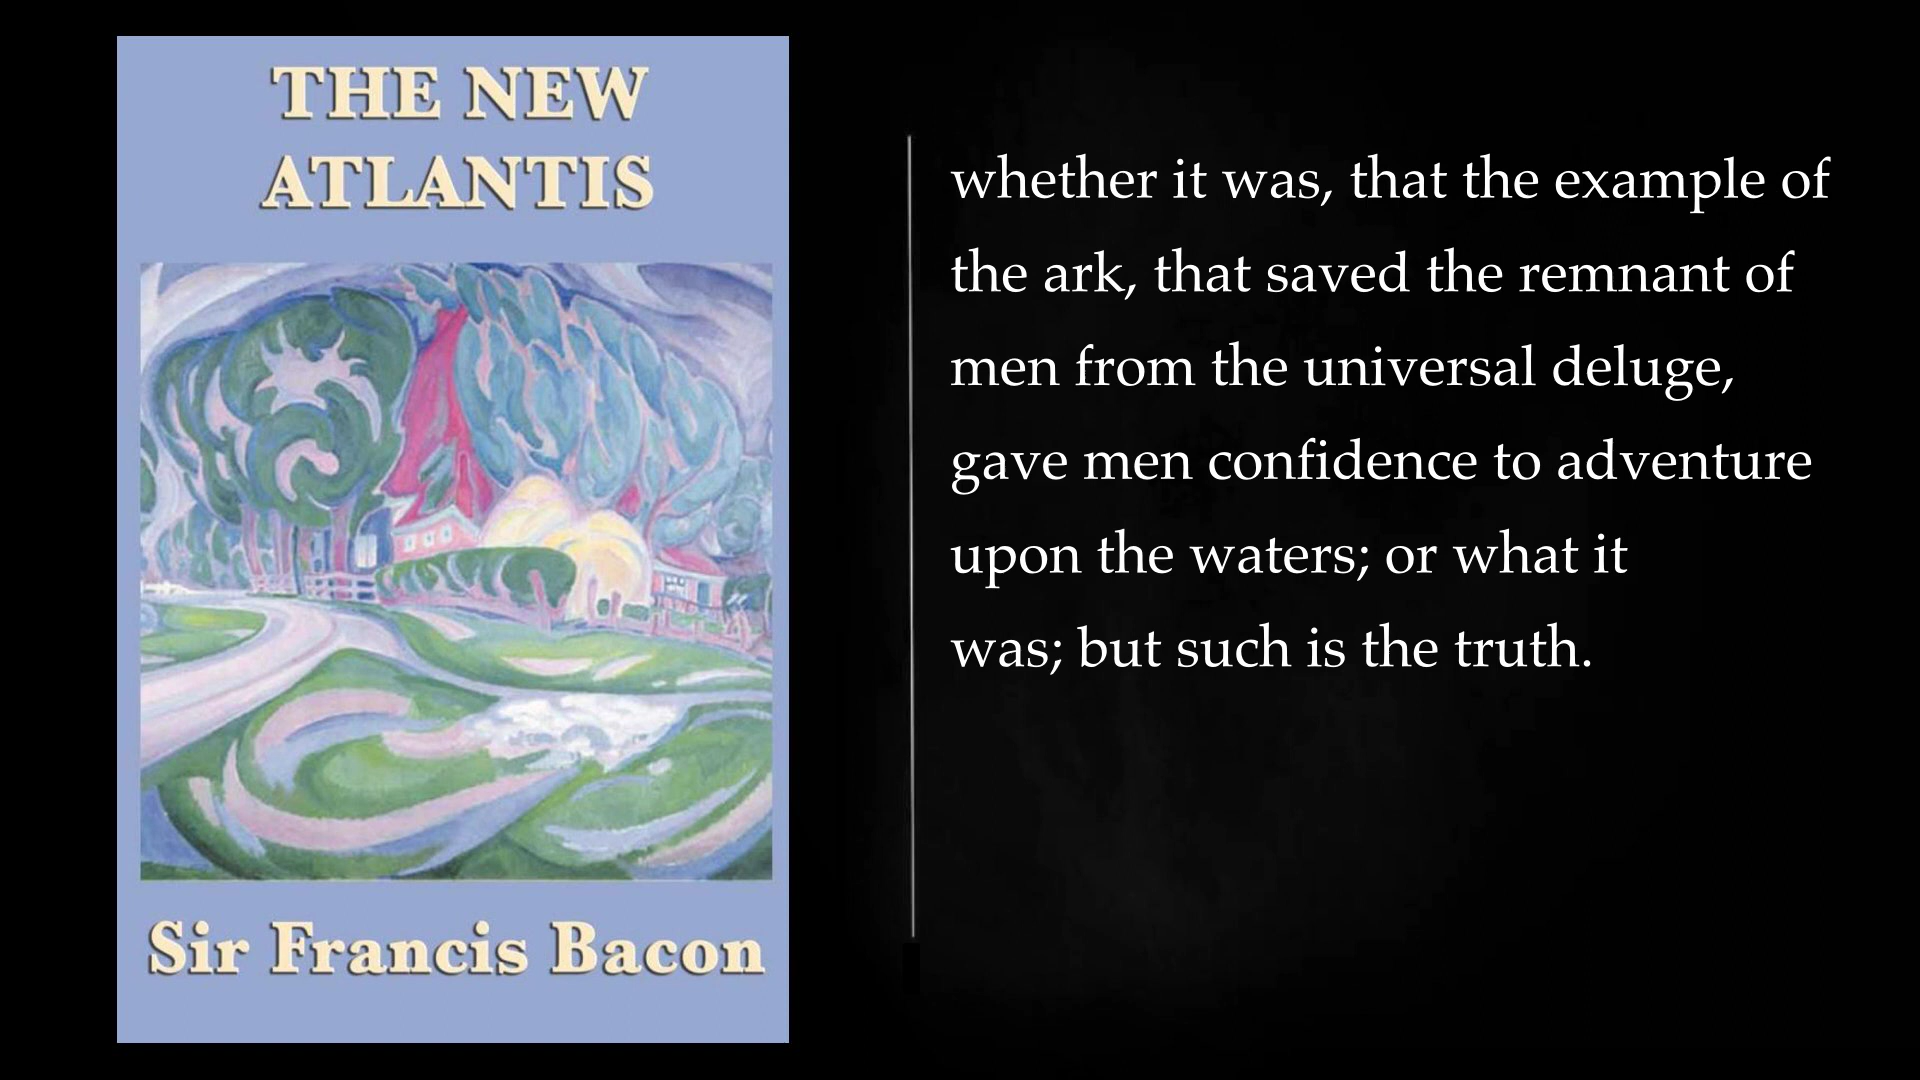 THE NEW
ATLANTIS
Sir Francis Bacon
whether it was, that the example of
the ark, that saved the remnant of
men from the universal deluge,
gave men confidence to adventure
upon the waters; or what it
was; but such is the truth.